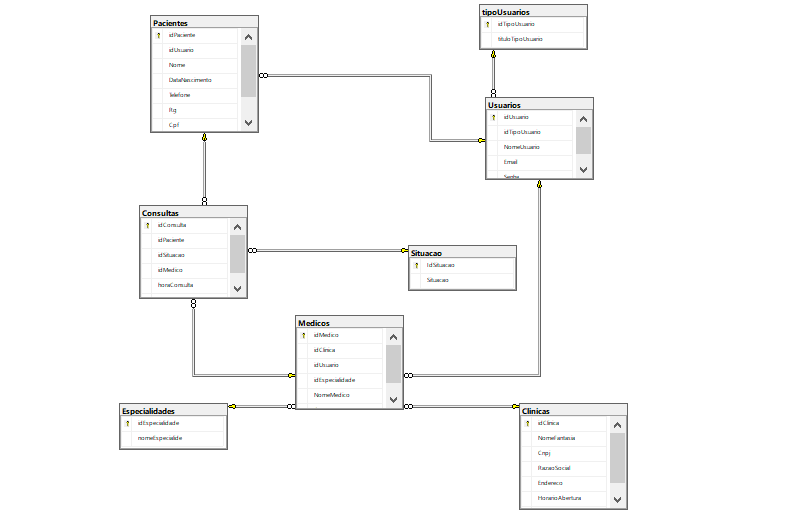 Pacientes
idPaciente
idUsuario
Nome
DataNascimento
Telefone
Rg
Cpf
tipoUsuarios
idTipoUsuario
tituloTipoUsuario
Usuarios
idUsuario
idTipoUsuario
NomeUsuario
Email
Senha
Consultas
idConsulta
idPaciente
idSituacao
idMedico
horaConsulta
Situacao
IdSituacao
Situacao
Medicos
idMedico
idClinica
idUsuario
idEspecialidade
NomeMedico
Especialidades
idEspecialidade
nomeEspecialide
Clinicas
idClinica
NomeFantasia
Cnpj
RazaoSocial
Endereco
HorarioAbertura